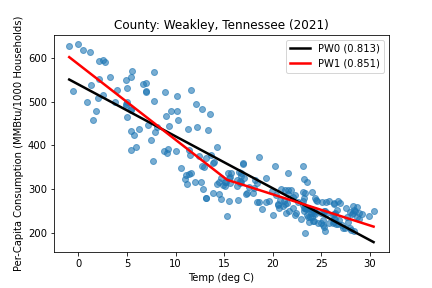 County: Weakley, Tennessee (2021)
PW0 (0.813)
PW1 (0.851)
Per-Capita Consumption (MMBtu/1000 Households)
600
500
400
300
200
0
5
10
15
20
25
30
Temp (deg C)